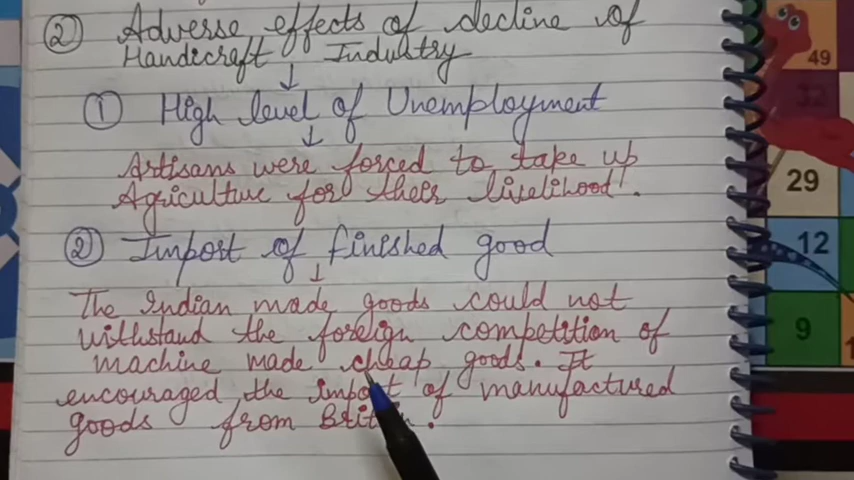 ② Adverse effects of decline of
Handicraft Industry
↓
① High level of Unemployment
↓
Artisans were forced to take up
Agriculture for their livelihood.
② Import of finished good
↓
The Indian made goods could not
withstand the foreign competition of
machine made cheap goods. It
encouraged the import of manufactured
goods from
49
32
29
12
9